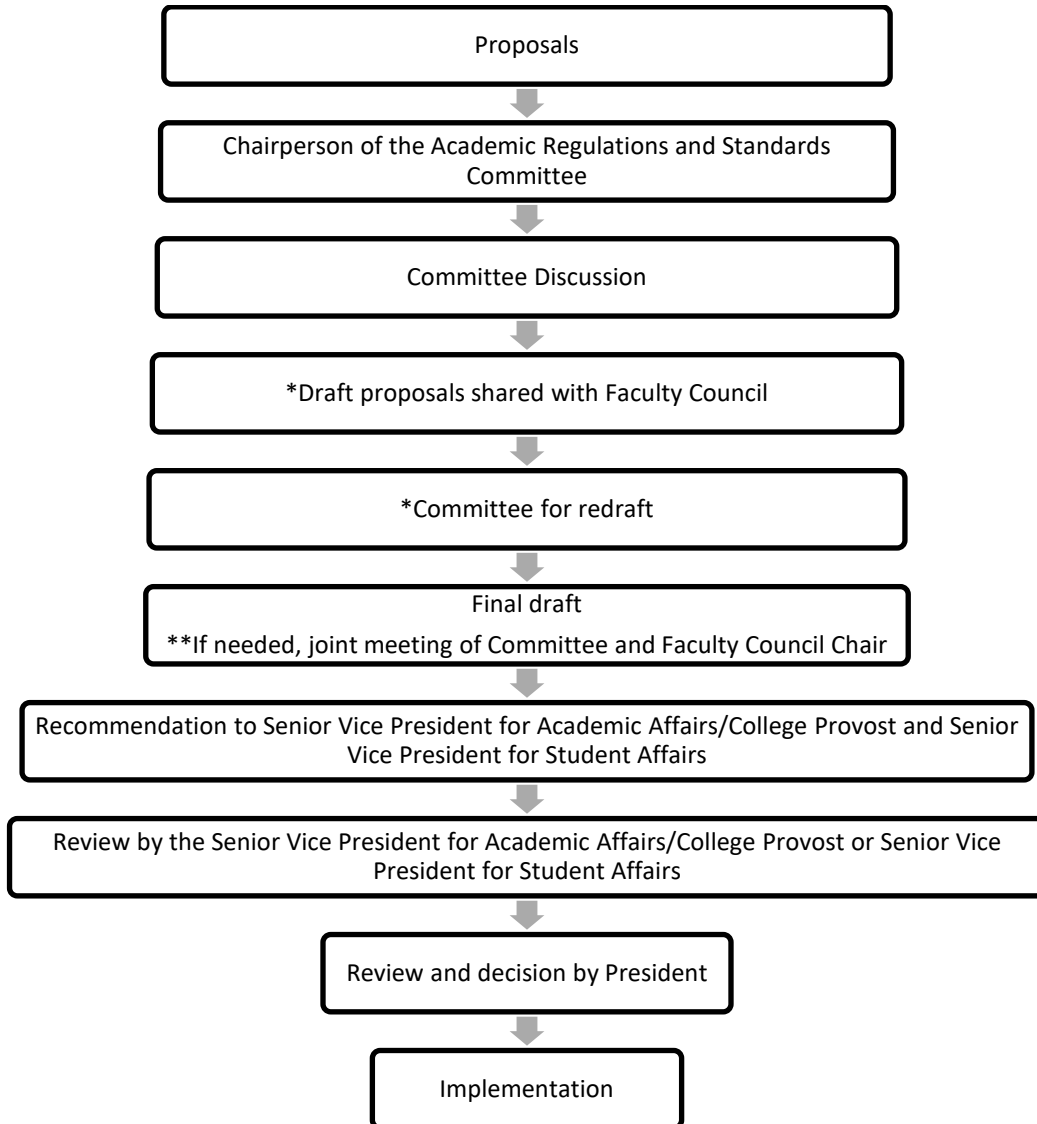 Proposals
Chairperson of the Academic Regulations and Standards
Committee
Committee Discussion
*Draft proposals shared with Faculty Council
*Committee for redraft
Final draft
**If needed, joint meeting of Committee and Faculty Council Chair
Recommendation to Senior Vice President for Academic Affairs/College Provost and Senior
Vice President for Student Affairs
Review by the Senior Vice President for Academic Affairs/College Provost or Senior Vice
President for Student Affairs
Review and decision by President
Implementation